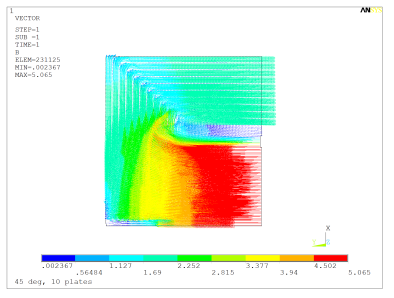 1
AN
VECTOR
STEP=1
SUB =1
TIME=1
B
ELEM=231125
MIN=.002367
MAX=5.065
X
.002367 1.127 2.252 3.377 4.502
.56484 1.69 2.815 3.94 5.065
45 deg, 10 plates